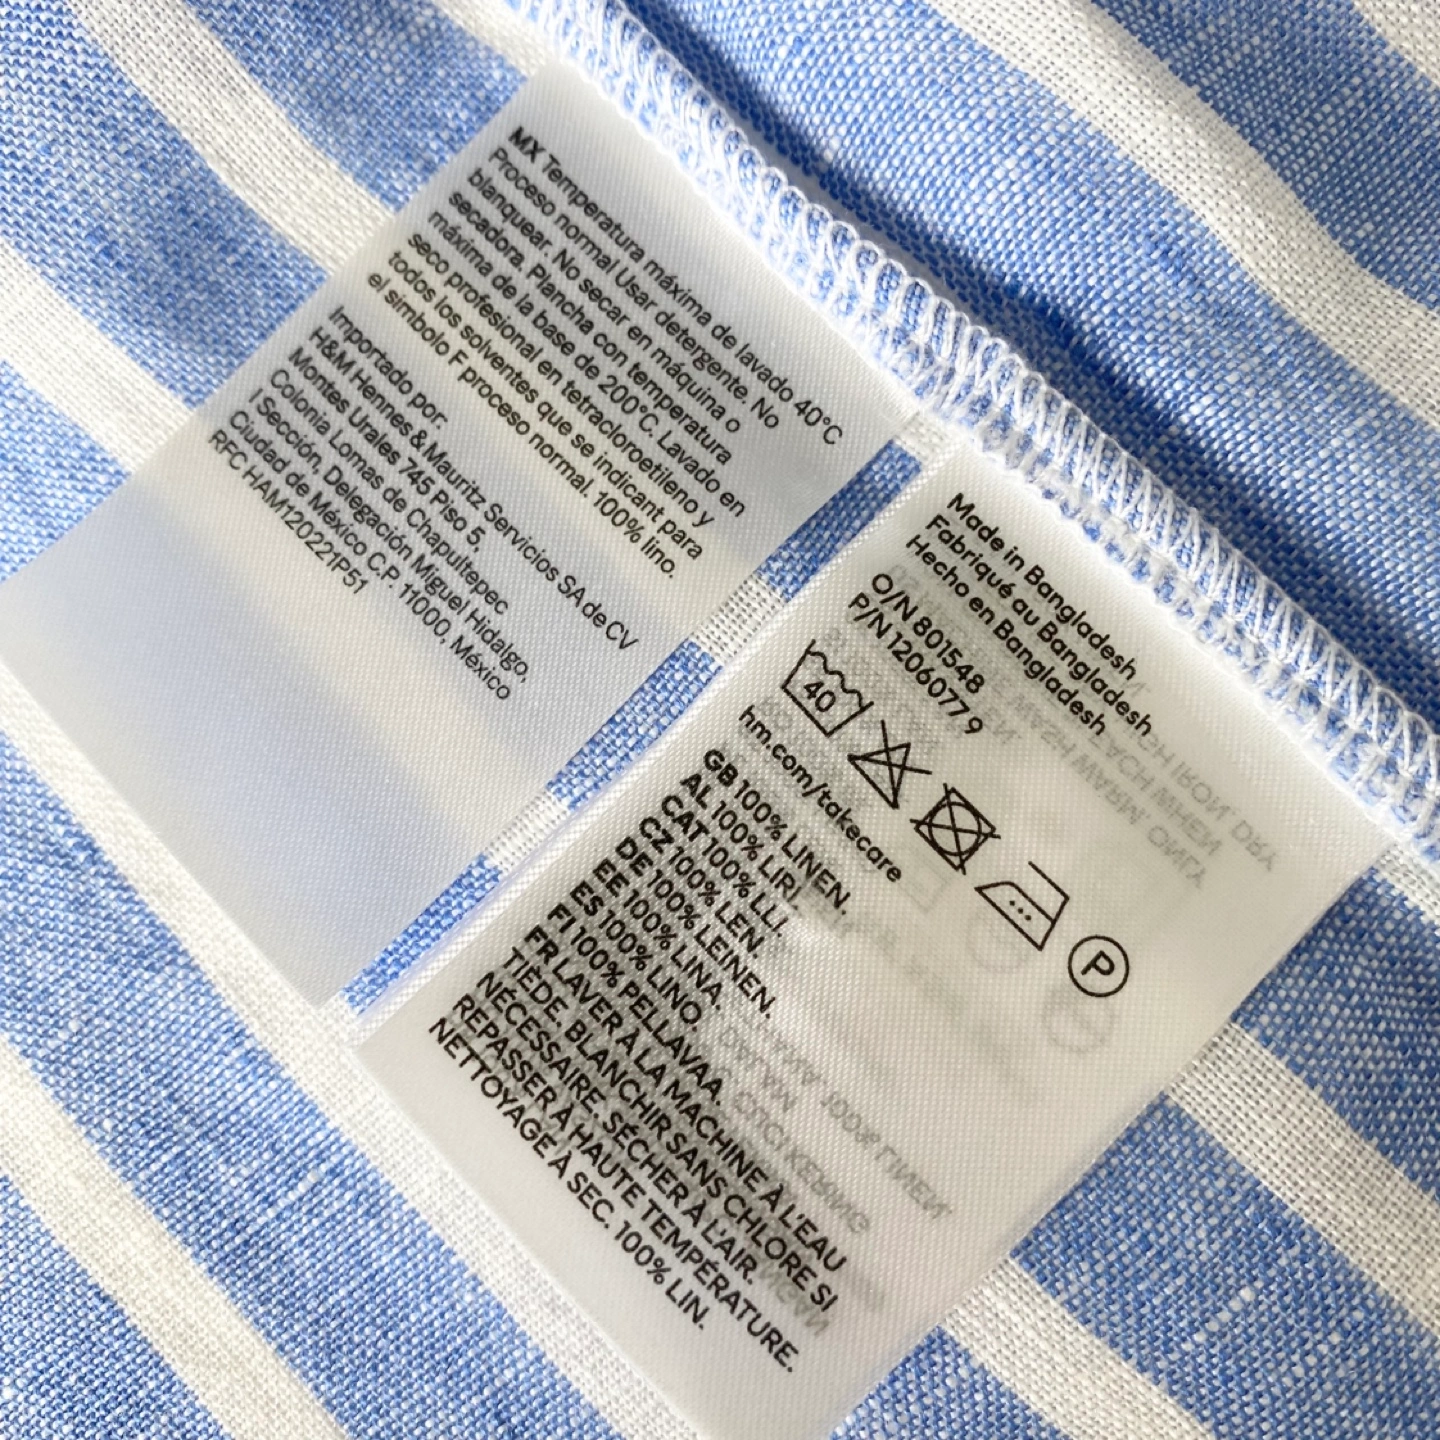 MX Temperatura máxima de lavado 40°C
Proceso normal Usar detergente. No
blanquear. No secar en máquina o
secadora. Plancha con temperatura
máxima de la base de 200°C. Lavado en
seco profesional en tetracloroetileno y
todos los solventes que se indicant para
el símbolo F proceso normal. 100% lino.
Importado por:
H&M Hennes & Mauritz Servicios SA de CV
Montes Urales 745 Piso 5,
Colonia Lomas de Chapultepec
I Sección, Delegación Miguel Hidalgo,
Ciudad de México C.P. 11000, México
RFC HAM120221P51
Made in Bangladesh
Fabriqué au Bangladesh
Hecho en Bangladesh
O/N 801548
P/N 1206077 9
40
P
hm.com/takecare
GB 100% LINEN.
AL 100% LIRI.
CAT 100% LLI.
CZ 100% LEN.
DE 100% LEINEN.
EE 100% LINA.
ES 100% LINO.
FI 100% PELLAVAA.
FR LAVER À LA MACHINE À L'EAU
TIÈDE. BLANCHIR SANS CHLORE SI
NÉCESSAIRE. SÉCHER À L'AIR.
REPASSER À HAUTE TEMPÉRATURE.
NETTOYAGE À SEC. 100% LIN.